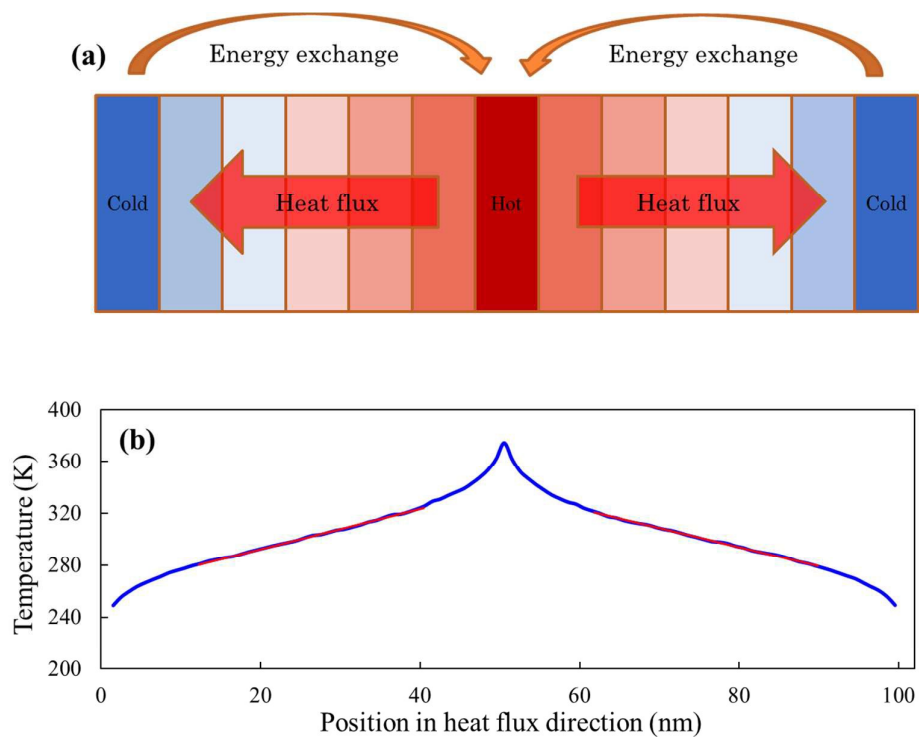 (a)
Energy exchange
Energy exchange
Cold
Heat flux
Hot
Heat flux
Cold
(b)
Temperature (K)
400
360
320
280
240
200
0 20 40 60 80 100
Position in heat flux direction (nm)